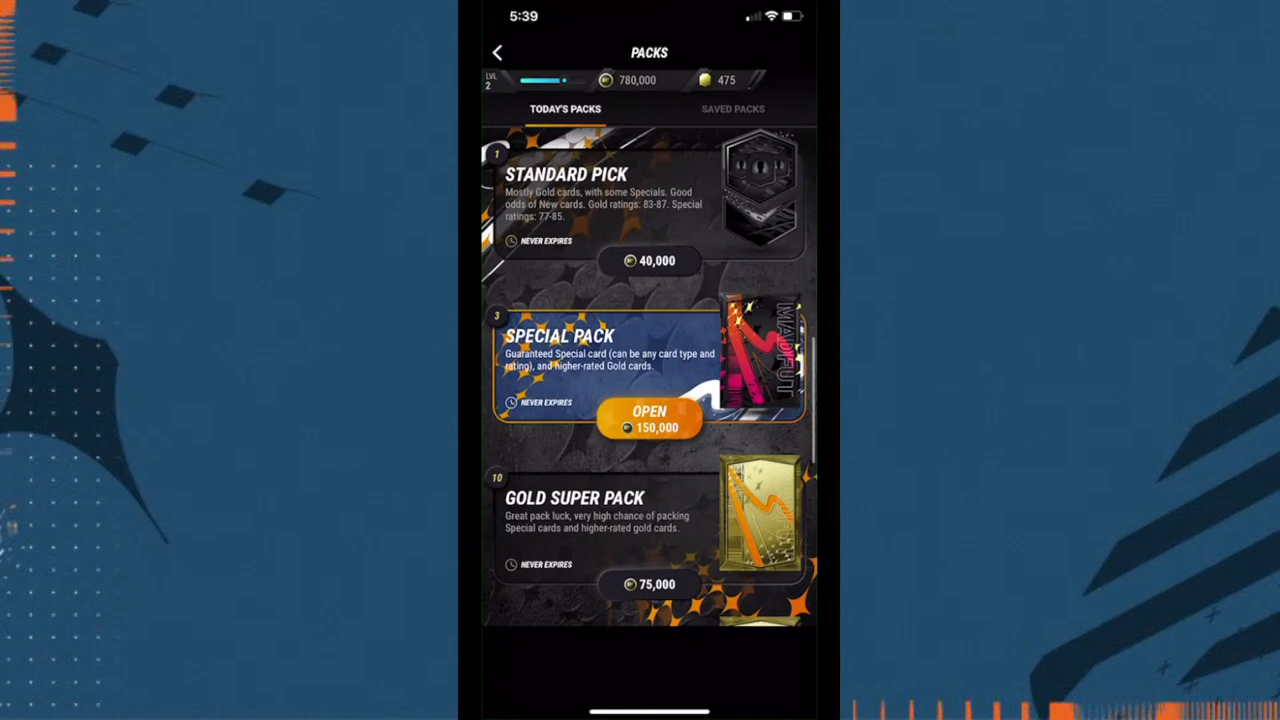 5:39
PACKS
LVL
2
780,000
475
TODAY'S PACKS
SAVED PACKS
1
STANDARD PICK
Mostly Gold cards, with some Specials. Good
odds of New cards. Gold ratings: 83-87. Special
ratings: 77-85.
NEVER EXPIRES
40,000
3
SPECIAL PACK
Guaranteed Special card (can be any card type and
rating), and higher-rated Gold cards.
MADFUT
NEVER EXPIRES
OPEN
150,000
10
GOLD SUPER PACK
Great pack luck, very high chance of packing
Special cards and higher-rated gold cards.
NEVER EXPIRES
75,000